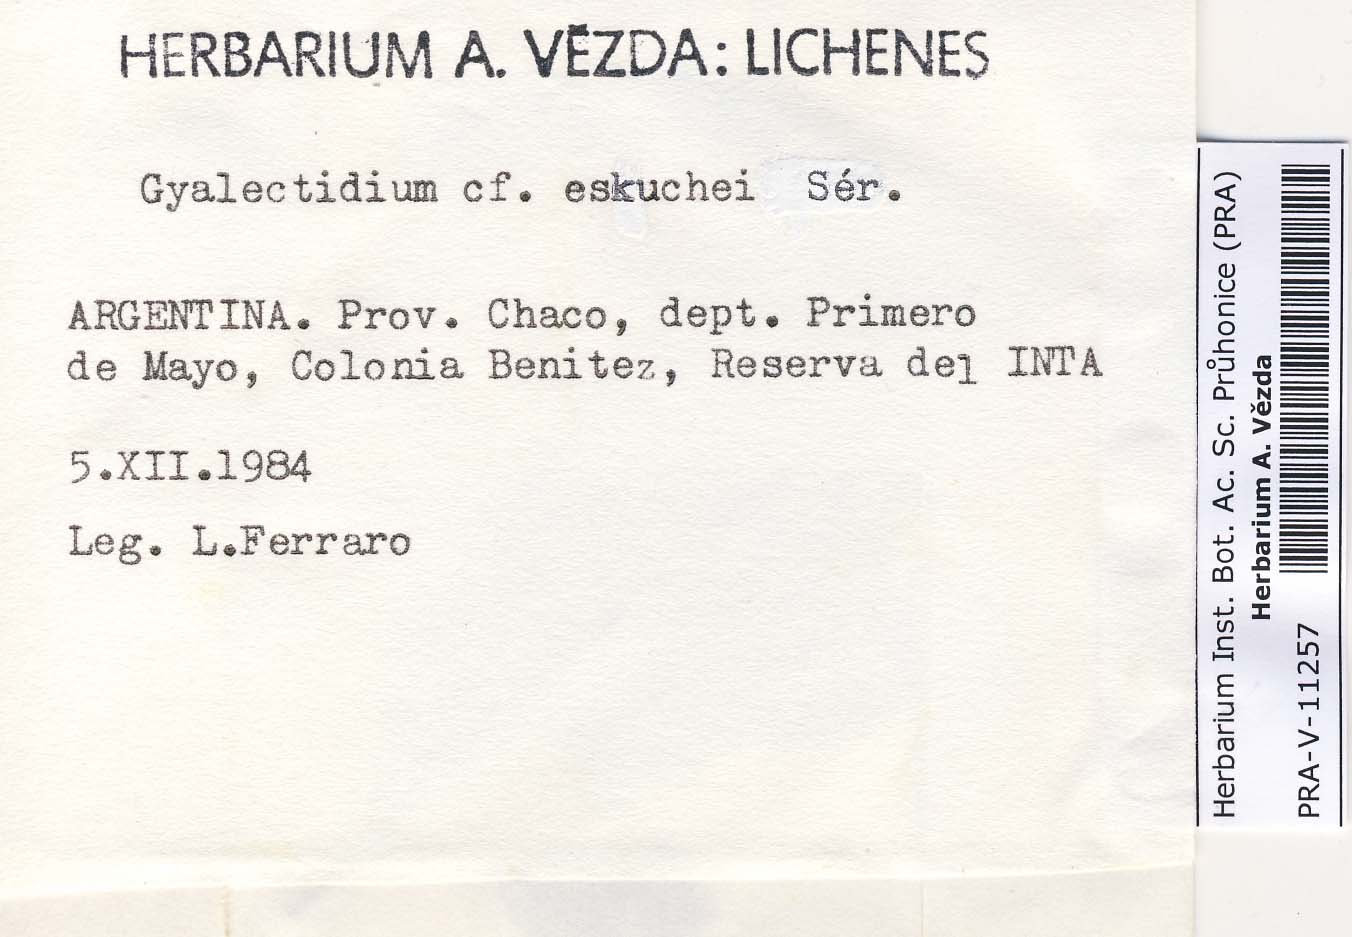 HERBARIUM A. VĚZDA: LICHENES
Gyalectidium cf. eskuchei Sér.
ARGENTINA. Prov. Chaco, dept. Primero
de Mayo, Colonia Benitez, Reserva del INTA
5.XII.1984
Leg. L.Ferraro
Herbarium Inst. Bot. Ac. Sc. Průhonice (PRA)
Herbarium A. Vězda
PRA-V-11257